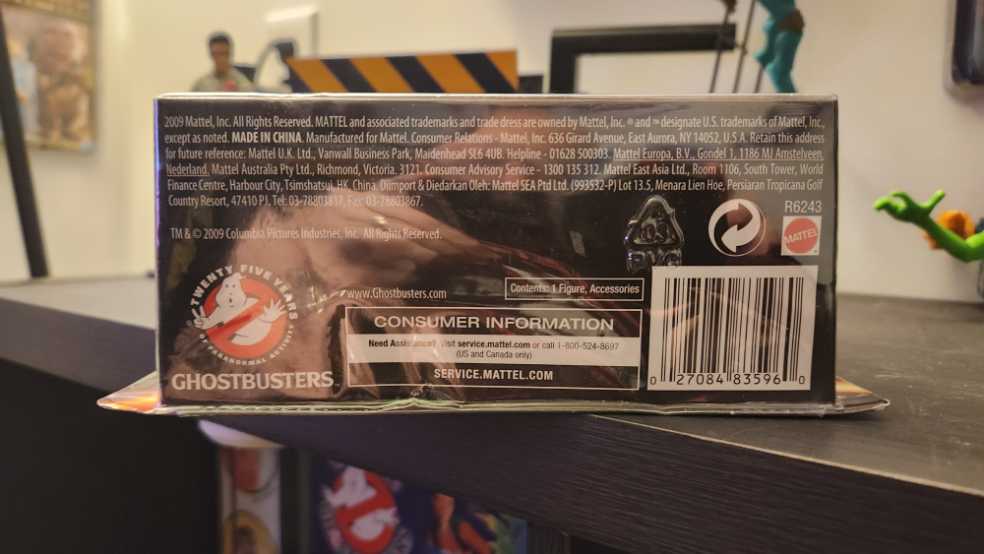 2009 Mattel, Inc. All Rights Reserved. MATTEL and associated trademarks and trade dress are owned by Mattel, Inc. ® and ™ designate U.S. trademarks of Mattel, Inc.,
except as noted. MADE IN CHINA. Manufactured for Mattel. Consumer Relations - Mattel, Inc. 636 Girard Avenue, East Aurora, NY 14052, U.S.A. Retain this address
for future reference: Mattel U.K. Ltd., Vanwall Business Park, Maidenhead SL6 4UB. Helpline - 01628 500303. Mattel Europa, B.V., Gondel 1, 1186 MJ Amstelveen,
Nederland. Mattel Australia Pty Ltd., Richmond, Victoria. 3121. Consumer Advisory Service - 1300 135 312. Mattel East Asia Ltd., Room 1106, South Tower, World
Finance Centre, Harbour City, Tsimshatsui, HK, China. Diimport & Diedarkan Oleh: Mattel SEA Ptd Ltd. (993532-P) Lot 13.5, Menara Lien Hoe, Persiaran Tropicana Golf
Country Resort, 47410 PJ. Tel: 03-78803817, Fax: 03-78803867.
R6243
TM & © 2009 Columbia Pictures Industries, Inc. All Rights Reserved.
MATTEL
TWENTY FIVE YEARS
OF PARANORMAL ACTIVITY
www.Ghostbusters.com
Contents: 1 Figure, Accessories
CONSUMER INFORMATION
Need Assistance? Visit service.mattel.com or call 1-800-524-8697
(US and Canada only)
SERVICE.MATTEL.COM
GHOSTBUSTERS
0 27084 83596 0